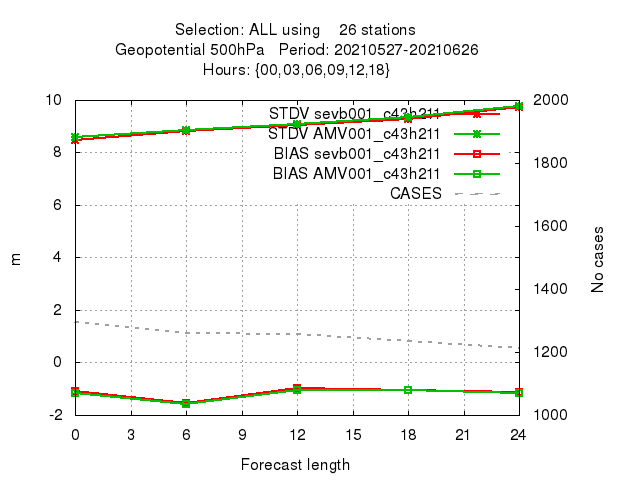 Selection: ALL using    26 stations
Geopotential 500hPa   Period: 20210527-20210626
Hours: {00,03,06,09,12,18}
STDV sevb001_c43h211
STDV AMV001_c43h211
BIAS sevb001_c43h211
BIAS AMV001_c43h211
CASES
10
8
6
4
2
0
-2
m
2000
1800
1600
1400
1200
1000
No cases
0 3 6 9 12 15 18 21 24
Forecast length